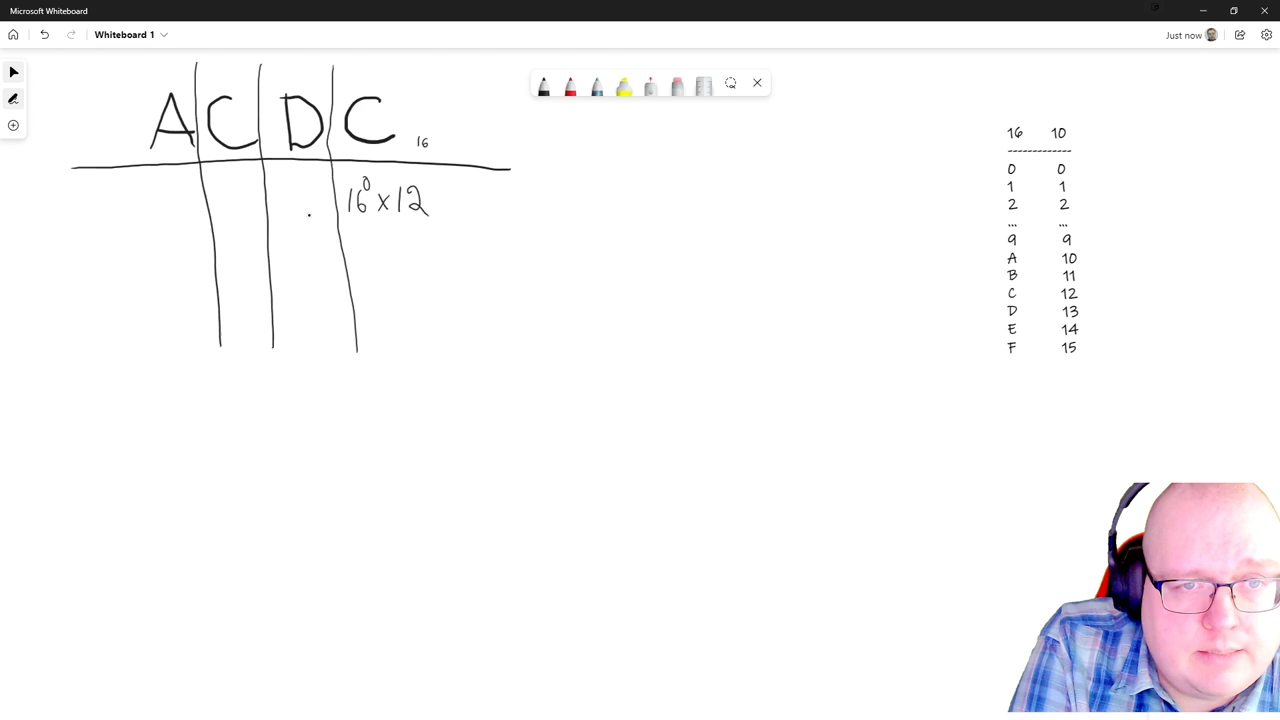 Microsoft Whiteboard
Whiteboard 1
Just now
A C D C 16
16⁰ x 12
16 10
-------------
0 0
1 1
2 2
... ...
9 9
A 10
B 11
C 12
D 13
E 14
F 15